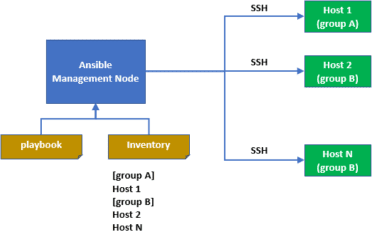 SSH
Host 1
(group A)
Ansible
Management Node
SSH
Host 2
(group B)
playbook
Inventory
SSH
Host N
(group B)
[group A]
Host 1
[group B]
Host 2
Host N